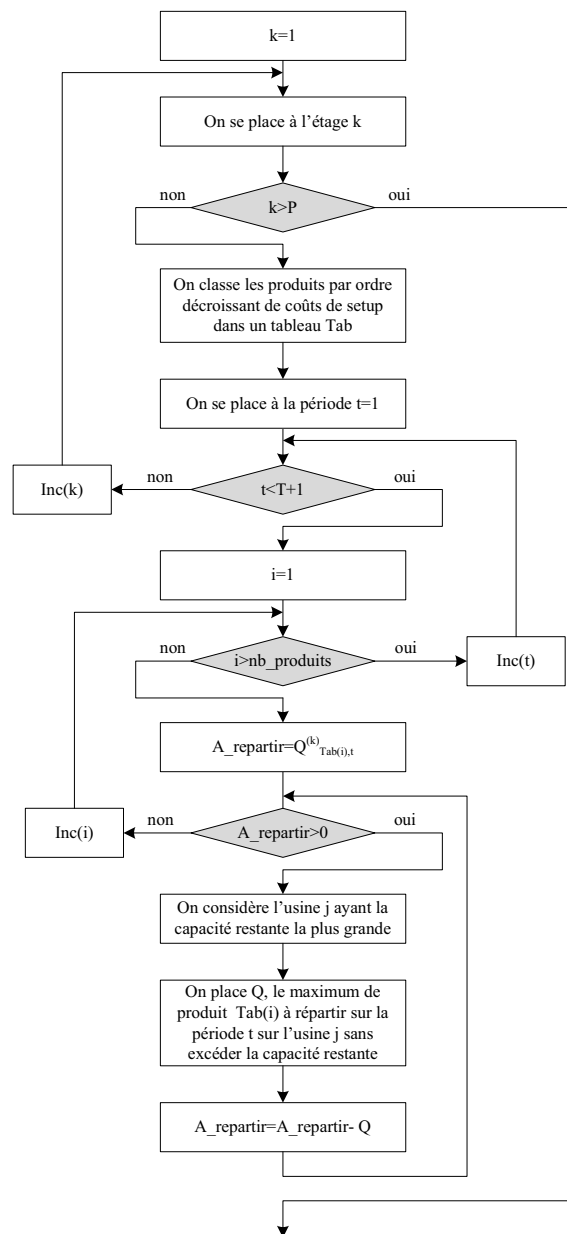 k=1
On se place à l'étage k
non
oui
k>P
On classe les produits par ordre
décroissant de coûts de setup
dans un tableau Tab
On se place à la période t=1
Inc(k)
non
t<T+1
oui
i=1
non
i>nb_produits
oui
Inc(t)
A_repartir=Q(k)Tab(i),t
Inc(i)
non
A_repartir>0
oui
On considère l'usine j ayant la
capacité restante la plus grande
On place Q, le maximum de
produit Tab(i) à répartir sur la
période t sur l'usine j sans
excéder la capacité restante
A_repartir=A_repartir- Q